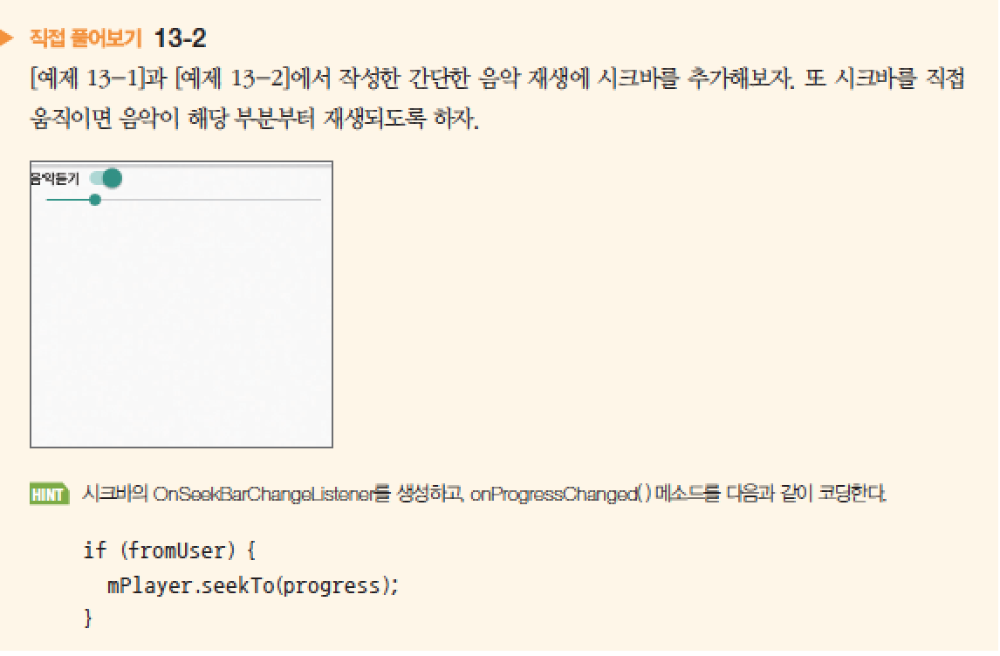 직접 풀어보기 13-2
[예제 13-1]과 [예제 13-2]에서 작성한 간단한 음악 재생에 시크바를 추가해보자. 또 시크바를 직접
움직이면 음악이 해당 부분부터 재생되도록 하자.
음악듣기
HINT 시크바의 OnSeekBarChangeListener를 생성하고, onProgressChanged( ) 메소드를 다음과 같이 코딩한다.
if (fromUser) {
mPlayer.seekTo(progress);
}